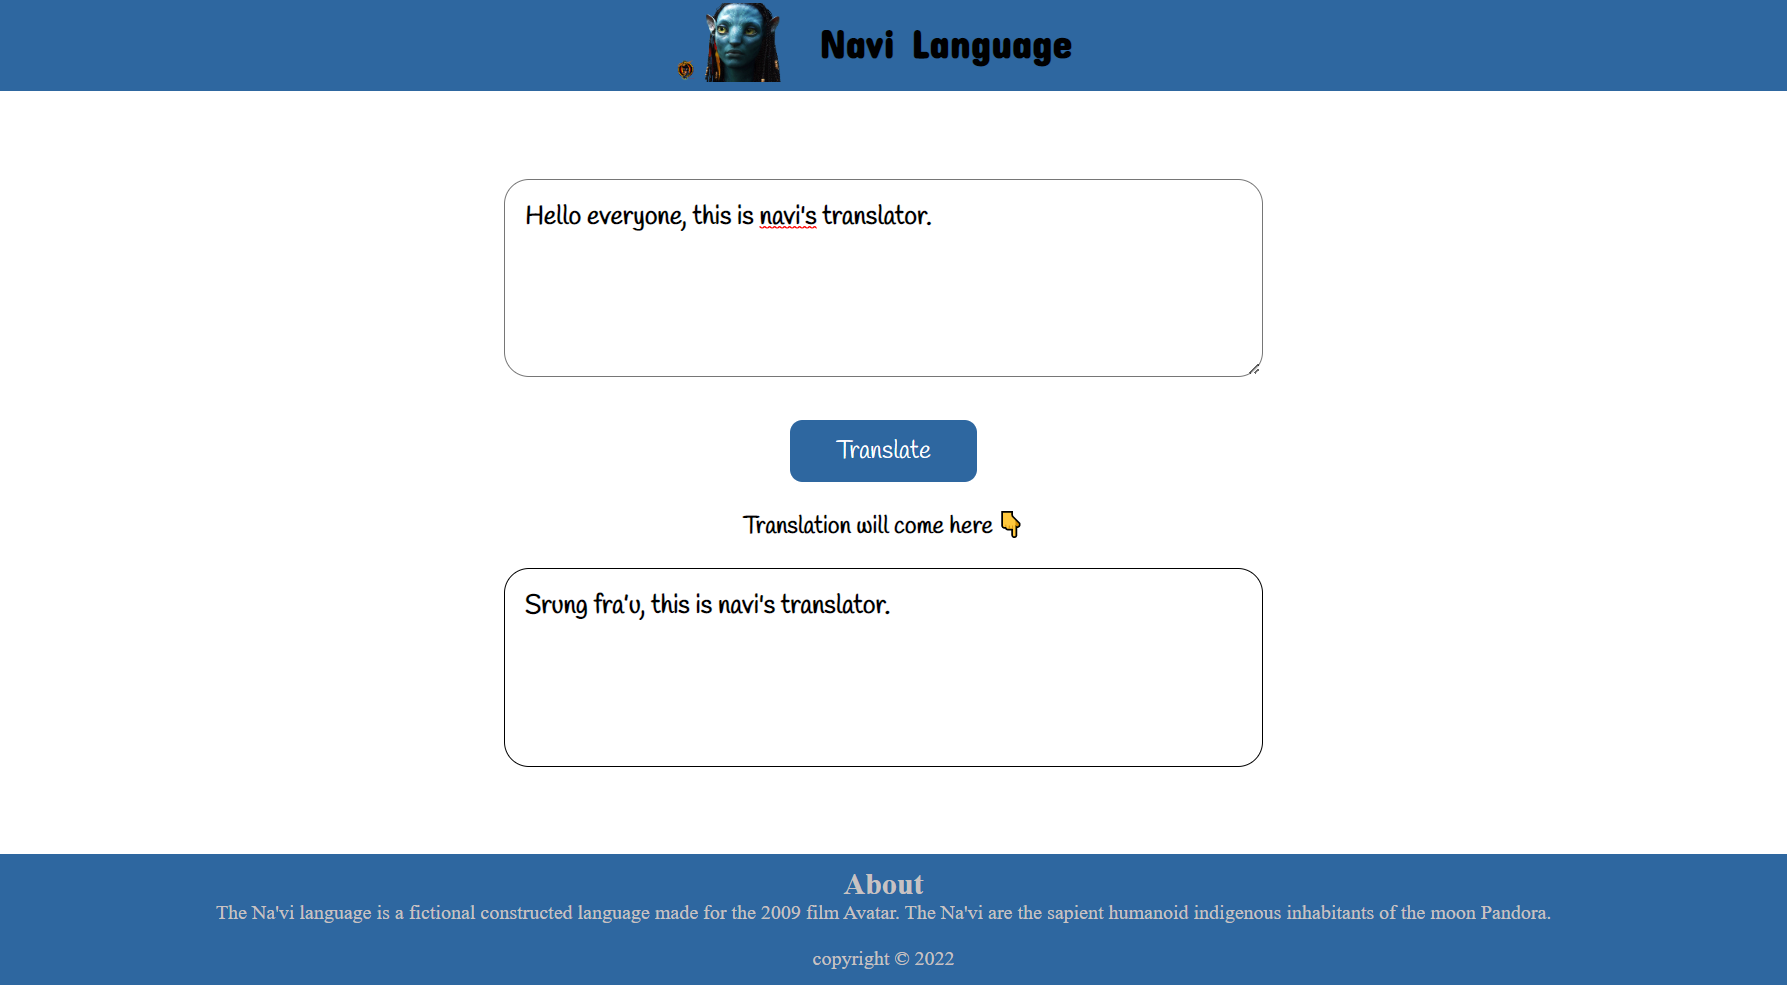 Navi Language
Hello everyone, this is navi's translator.
Translate
Translation will come here 👇
Srung fra'u, this is navi's translator.
About
The Na'vi language is a fictional constructed language made for the 2009 film Avatar. The Na'vi are the sapient humanoid indigenous inhabitants of the moon Pandora.
copyright © 2022